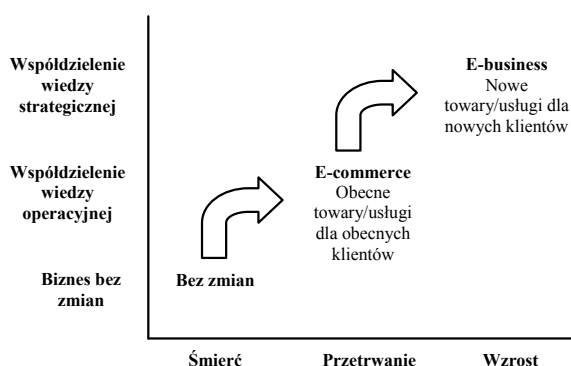 Współdzielenie
wiedzy
strategicznej
E-business
Nowe
towary/usługi dla
nowych klientów
Współdzielenie
wiedzy
operacyjnej
E-commerce
Obecne
towary/usługi
dla obecnych
klientów
Biznes bez
zmian
Bez zmian
Śmierć
Przetrwanie
Wzrost